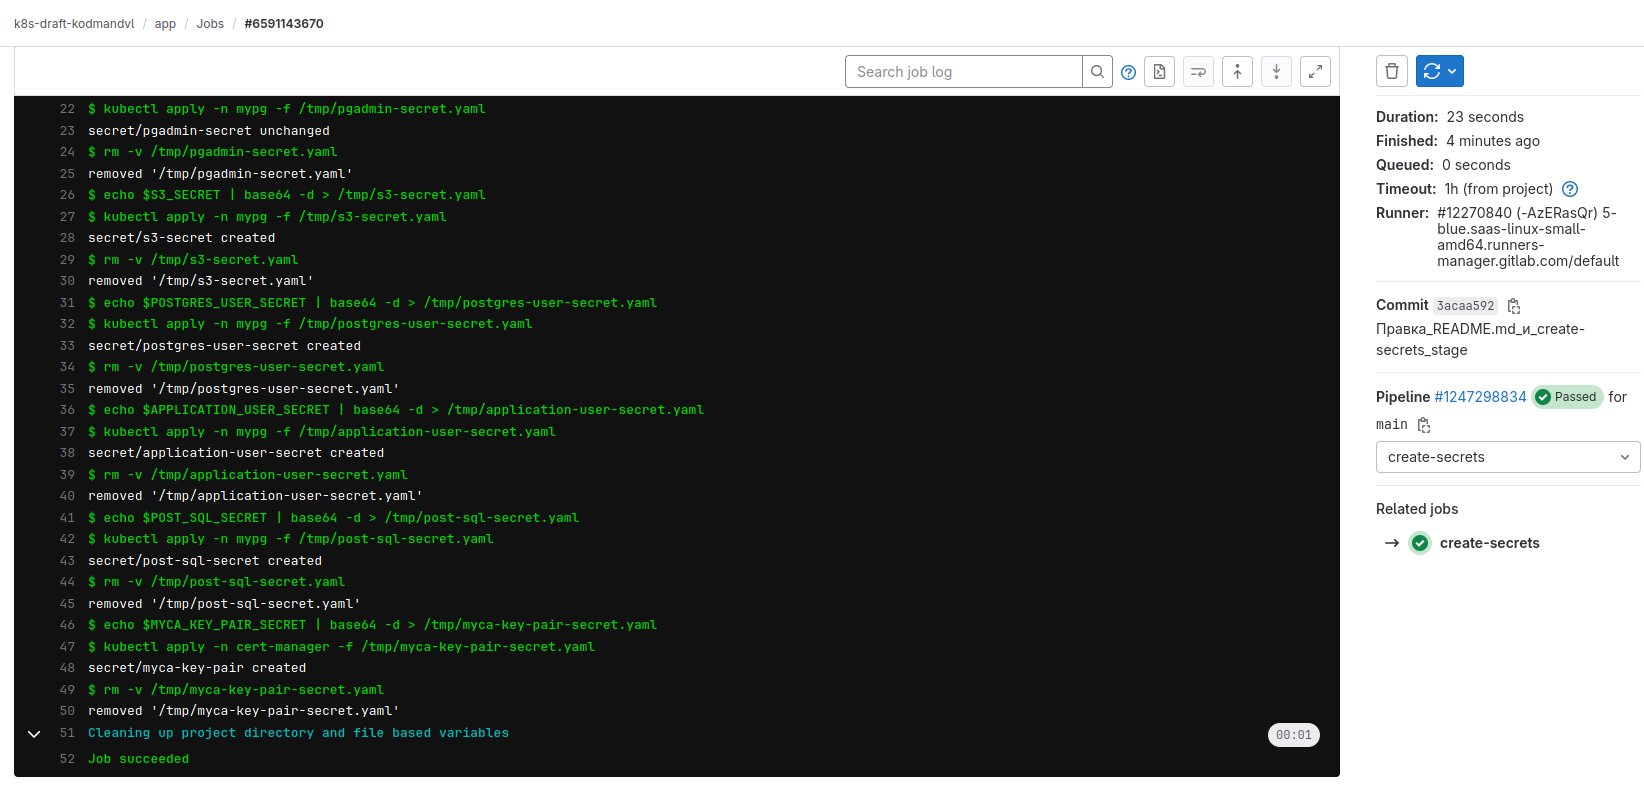 k8s-draft-kodmandvl / app / Jobs / #6591143670
Search job log
22 $ kubectl apply -n mypg -f /tmp/pgadmin-secret.yaml
23 secret/pgadmin-secret unchanged
24 $ rm -v /tmp/pgadmin-secret.yaml
25 removed '/tmp/pgadmin-secret.yaml'
26 $ echo $S3_SECRET | base64 -d > /tmp/s3-secret.yaml
27 $ kubectl apply -n mypg -f /tmp/s3-secret.yaml
28 secret/s3-secret created
29 $ rm -v /tmp/s3-secret.yaml
30 removed '/tmp/s3-secret.yaml'
31 $ echo $POSTGRES_USER_SECRET | base64 -d > /tmp/postgres-user-secret.yaml
32 $ kubectl apply -n mypg -f /tmp/postgres-user-secret.yaml
33 secret/postgres-user-secret created
34 $ rm -v /tmp/postgres-user-secret.yaml
35 removed '/tmp/postgres-user-secret.yaml'
36 $ echo $APPLICATION_USER_SECRET | base64 -d > /tmp/application-user-secret.yaml
37 $ kubectl apply -n mypg -f /tmp/application-user-secret.yaml
38 secret/application-user-secret created
39 $ rm -v /tmp/application-user-secret.yaml
40 removed '/tmp/application-user-secret.yaml'
41 $ echo $POST_SQL_SECRET | base64 -d > /tmp/post-sql-secret.yaml
42 $ kubectl apply -n mypg -f /tmp/post-sql-secret.yaml
43 secret/post-sql-secret created
44 $ rm -v /tmp/post-sql-secret.yaml
45 removed '/tmp/post-sql-secret.yaml'
46 $ echo $MYCA_KEY_PAIR_SECRET | base64 -d > /tmp/myca-key-pair-secret.yaml
47 $ kubectl apply -n cert-manager -f /tmp/myca-key-pair-secret.yaml
48 secret/myca-key-pair created
49 $ rm -v /tmp/myca-key-pair-secret.yaml
50 removed '/tmp/myca-key-pair-secret.yaml'
51 Cleaning up project directory and file based variables 00:01
52 Job succeeded
Duration: 23 seconds
Finished: 4 minutes ago
Queued: 0 seconds
Timeout: 1h (from project)
Runner: #12270840 (-AzERasQr) 5-
blue.saas-linux-small-
amd64.runners-
manager.gitlab.com/default
Commit 3acaa592
Правка_README.md_и_create-
secrets_stage
Pipeline #1247298834 Passed for
main
create-secrets
Related jobs
→ create-secrets